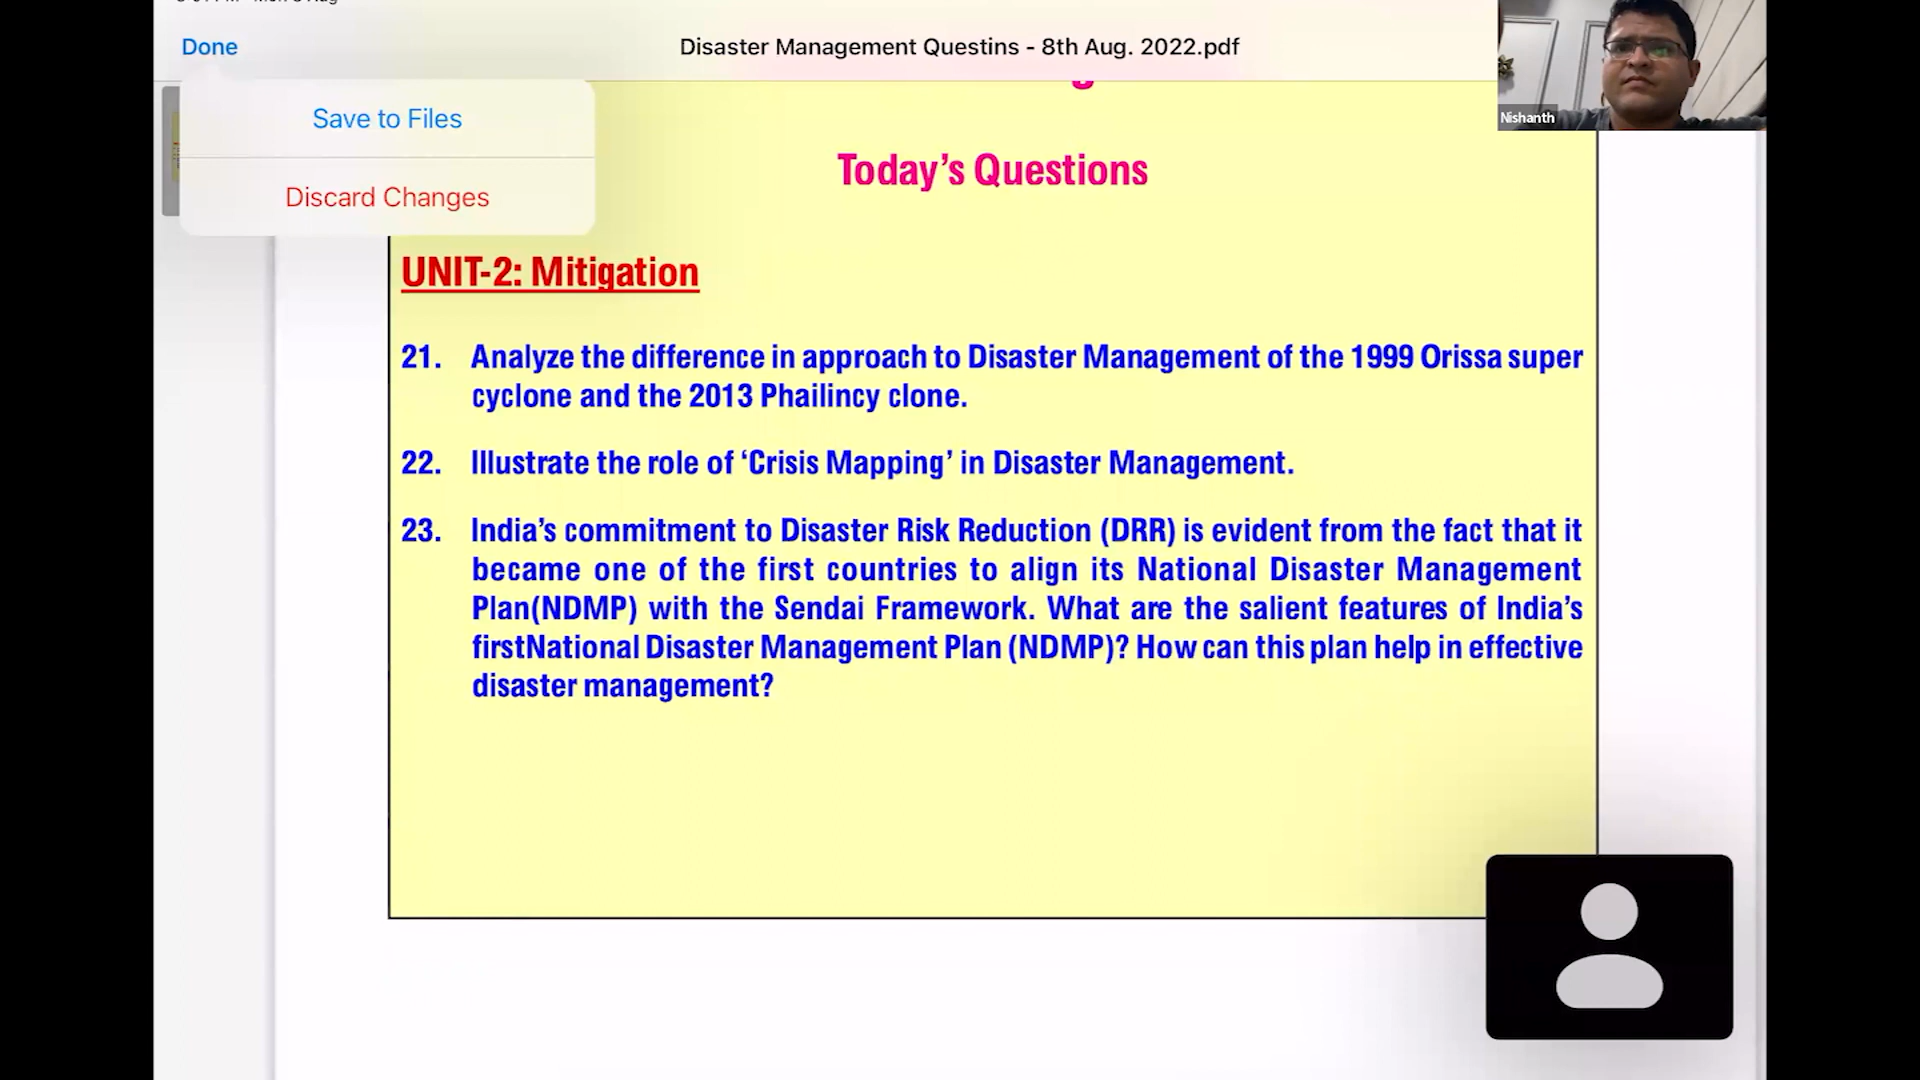 Done
Disaster Management Questins - 8th Aug. 2022.pdf
Save to Files
Discard Changes
Nishanth
Today’s Questions
UNIT-2: Mitigation
21. Analyze the difference in approach to Disaster Management of the 1999 Orissa super
cyclone and the 2013 Phailincy clone.
22. Illustrate the role of ‘Crisis Mapping’ in Disaster Management.
23. India’s commitment to Disaster Risk Reduction (DRR) is evident from the fact that it
became one of the first countries to align its National Disaster Management
Plan(NDMP) with the Sendai Framework. What are the salient features of India’s
firstNational Disaster Management Plan (NDMP)? How can this plan help in effective
disaster management?